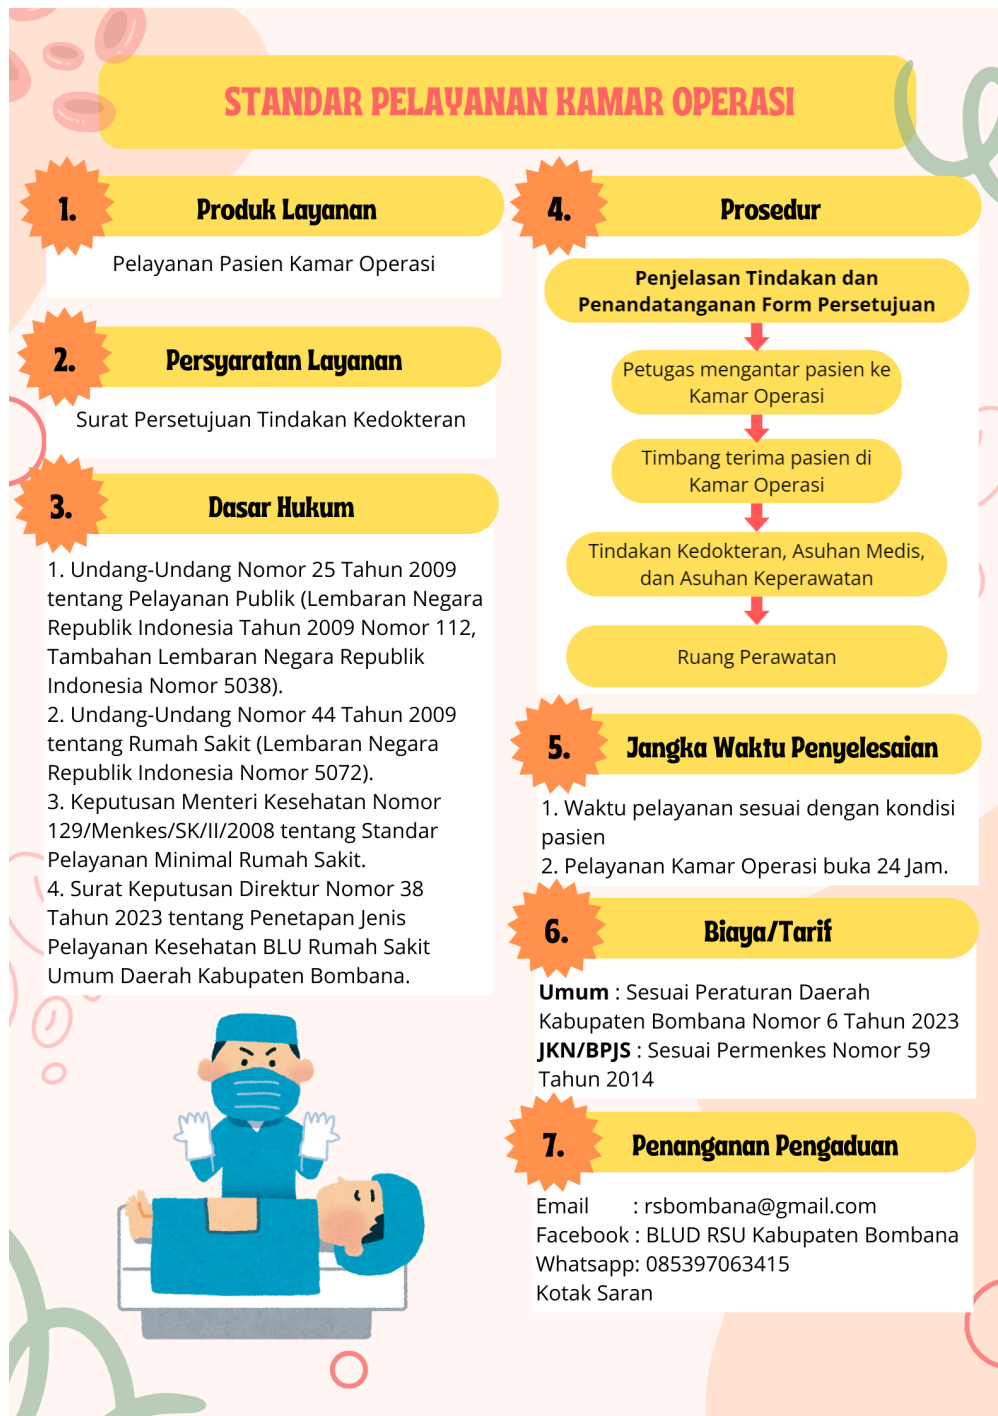 STANDAR PELAYANAN KAMAR OPERASI
1.
Produk Layanan
Pelayanan Pasien Kamar Operasi
2.
Persyaratan Layanan
Surat Persetujuan Tindakan Kedokteran
3.
Dasar Hukum
1. Undang-Undang Nomor 25 Tahun 2009
tentang Pelayanan Publik (Lembaran Negara
Republik Indonesia Tahun 2009 Nomor 112,
Tambahan Lembaran Negara Republik
Indonesia Nomor 5038).
2. Undang-Undang Nomor 44 Tahun 2009
tentang Rumah Sakit (Lembaran Negara
Republik Indonesia Nomor 5072).
3. Keputusan Menteri Kesehatan Nomor
129/Menkes/SK/II/2008 tentang Standar
Pelayanan Minimal Rumah Sakit.
4. Surat Keputusan Direktur Nomor 38
Tahun 2023 tentang Penetapan Jenis
Pelayanan Kesehatan BLU Rumah Sakit
Umum Daerah Kabupaten Bombana.
4.
Prosedur
Penjelasan Tindakan dan
Penandatanganan Form Persetujuan
Petugas mengantar pasien ke
Kamar Operasi
Timbang terima pasien di
Kamar Operasi
Tindakan Kedokteran, Asuhan Medis,
dan Asuhan Keperawatan
Ruang Perawatan
5.
Jangka Waktu Penyelesaian
1. Waktu pelayanan sesuai dengan kondisi
pasien
2. Pelayanan Kamar Operasi buka 24 Jam.
6.
Biaya/Tarif
Umum : Sesuai Peraturan Daerah
Kabupaten Bombana Nomor 6 Tahun 2023
JKN/BPJS : Sesuai Permenkes Nomor 59
Tahun 2014
7.
Penanganan Pengaduan
Email : rsbombana@gmail.com
Facebook : BLUD RSU Kabupaten Bombana
Whatsapp: 085397063415
Kotak Saran